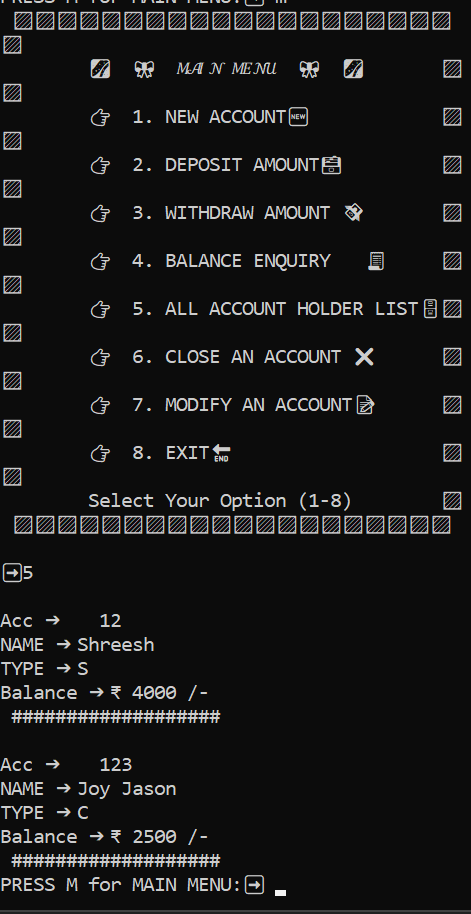 PRESS M for MAIN MENU: m
MAIN MENU
1. NEW ACCOUNT
2. DEPOSIT AMOUNT
3. WITHDRAW AMOUNT
4. BALANCE ENQUIRY
5. ALL ACCOUNT HOLDER LIST
6. CLOSE AN ACCOUNT
7. MODIFY AN ACCOUNT
8. EXIT
Select Your Option (1-8)
5
Acc ➔ 12
NAME ➔ Shreesh
TYPE ➔ S
Balance ➔ ₹ 4000 /-
###################
Acc ➔ 123
NAME ➔ Joy Jason
TYPE ➔ C
Balance ➔ ₹ 2500 /-
###################
PRESS M for MAIN MENU: